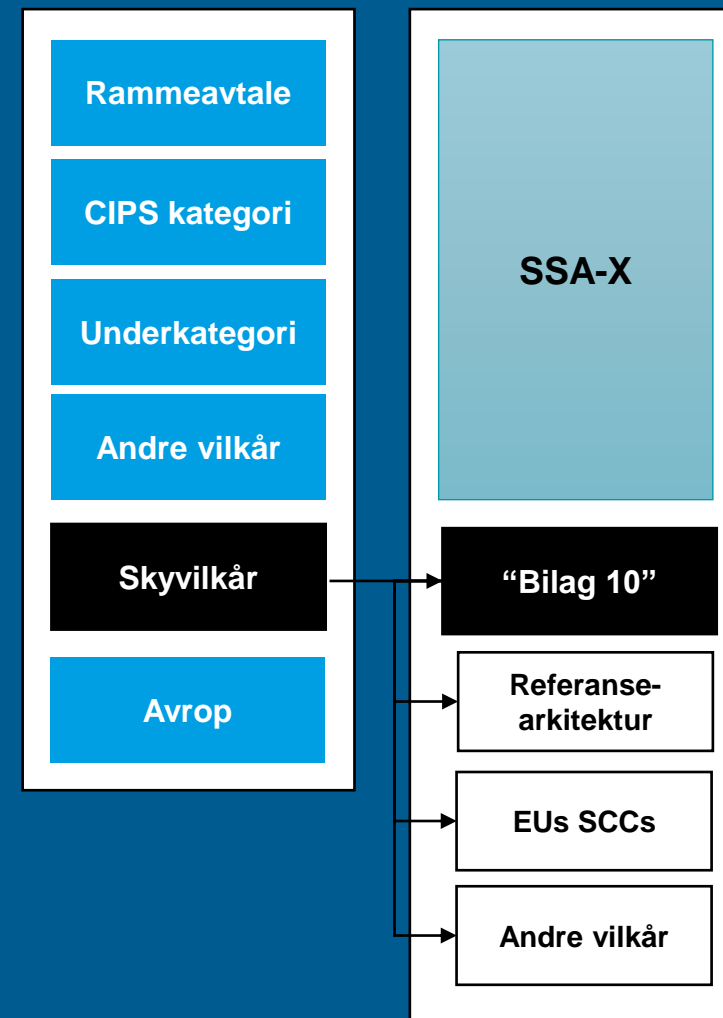 Rammeavtale
CIPS kategori
Underkategori
Andre vilkår
Skyvilkår
Avrop
SSA-X
“Bilag 10”
Referanse-
arkitektur
EUs SCCs
Andre vilkår